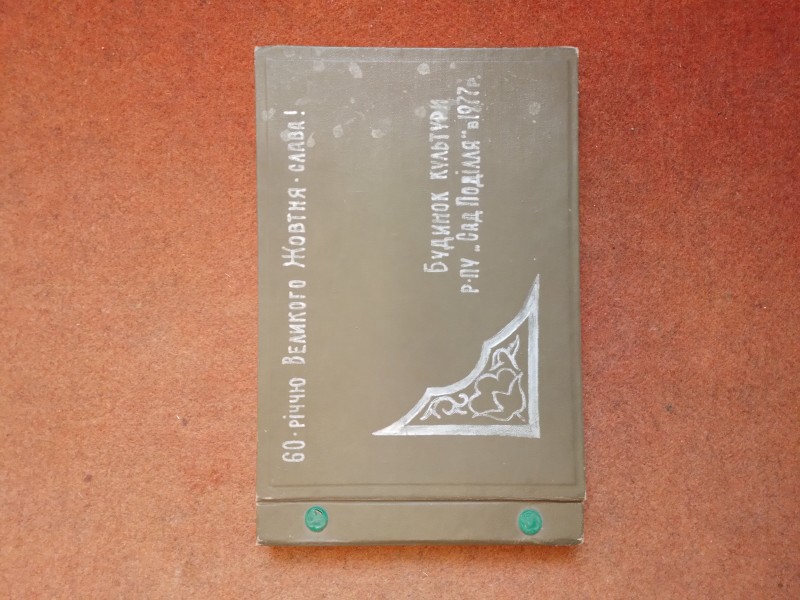 60-річчю Великого Жовтня - слава!
Будинок культури
р-пу „Сад Поділля" в 1977 р.